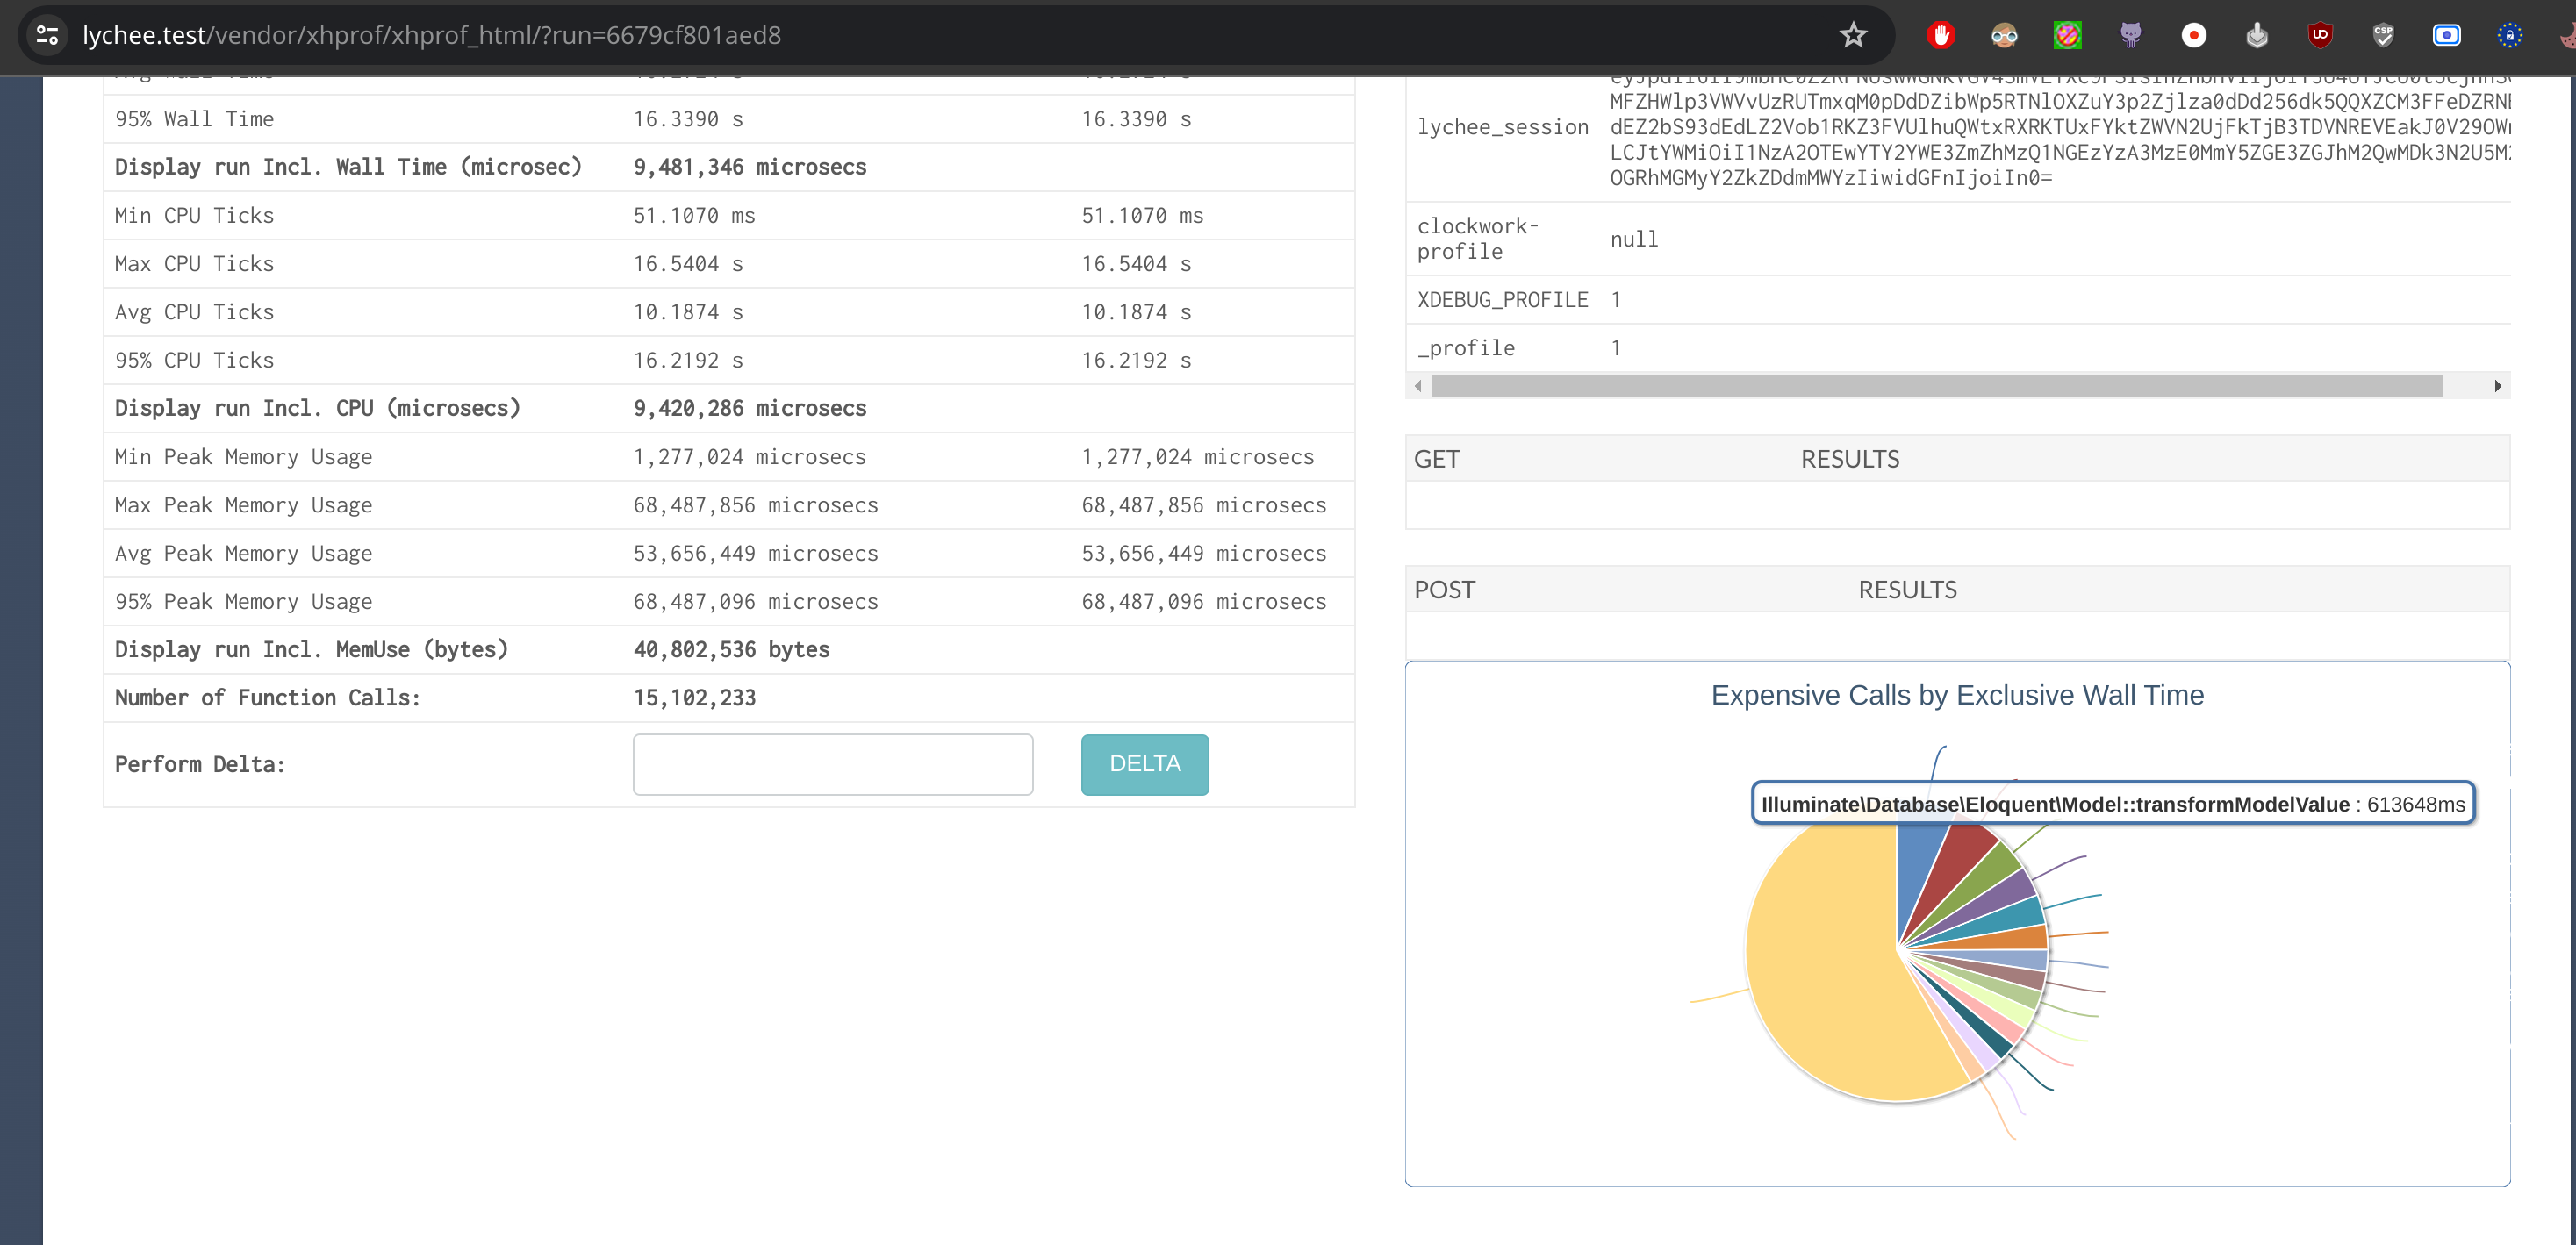 lychee.test/vendor/xhprof/xhprof_html/?run=6679cf801aed8
95% Wall Time 16.3390 s 16.3390 s
Display run Incl. Wall Time (microsec) 9,481,346 microsecs
Min CPU Ticks 51.1070 ms 51.1070 ms
Max CPU Ticks 16.5404 s 16.5404 s
Avg CPU Ticks 10.1874 s 10.1874 s
95% CPU Ticks 16.2192 s 16.2192 s
Display run Incl. CPU (microsecs) 9,420,286 microsecs
Min Peak Memory Usage 1,277,024 microsecs 1,277,024 microsecs
Max Peak Memory Usage 68,487,856 microsecs 68,487,856 microsecs
Avg Peak Memory Usage 53,656,449 microsecs 53,656,449 microsecs
95% Peak Memory Usage 68,487,096 microsecs 68,487,096 microsecs
Display run Incl. MemUse (bytes) 40,802,536 bytes
Number of Function Calls: 15,102,233
Perform Delta: DELTA
lychee_session
OGRhMGMyY2ZkZDdmMWYzIiwidGFnIjoiIn0=
clockwork-
profile null
XDEBUG_PROFILE 1
_profile 1
GET RESULTS
POST RESULTS
Expensive Calls by Exclusive Wall Time
Illuminate\Database\Eloquent\Model::transformModelValue : 613648ms